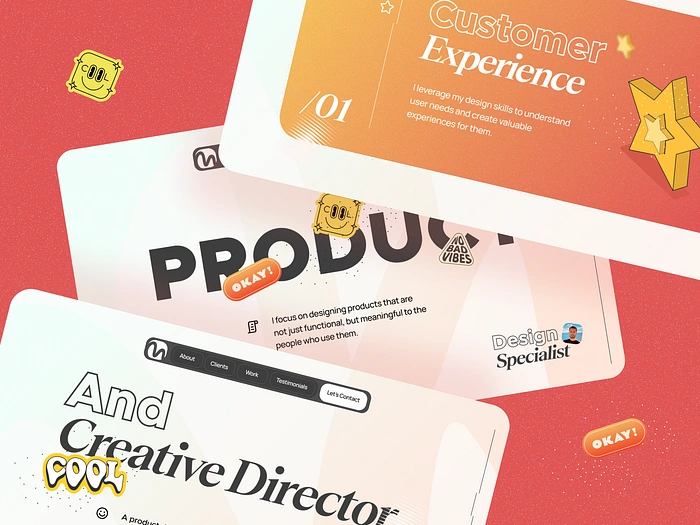 Customer
Experience
/01
I leverage my design skills to understand
user needs and create valuable
experiences for them.
COOL
COOL
PRODUCT
OKAY!
NO
BAD
VIBES
I focus on designing products that are
not just functional, but meaningful to the
people who use them.
Design
Specialist
About
Clients
Work
Testimonials
Let's Contact
And
Creative Director
COOL
A product
OKAY!